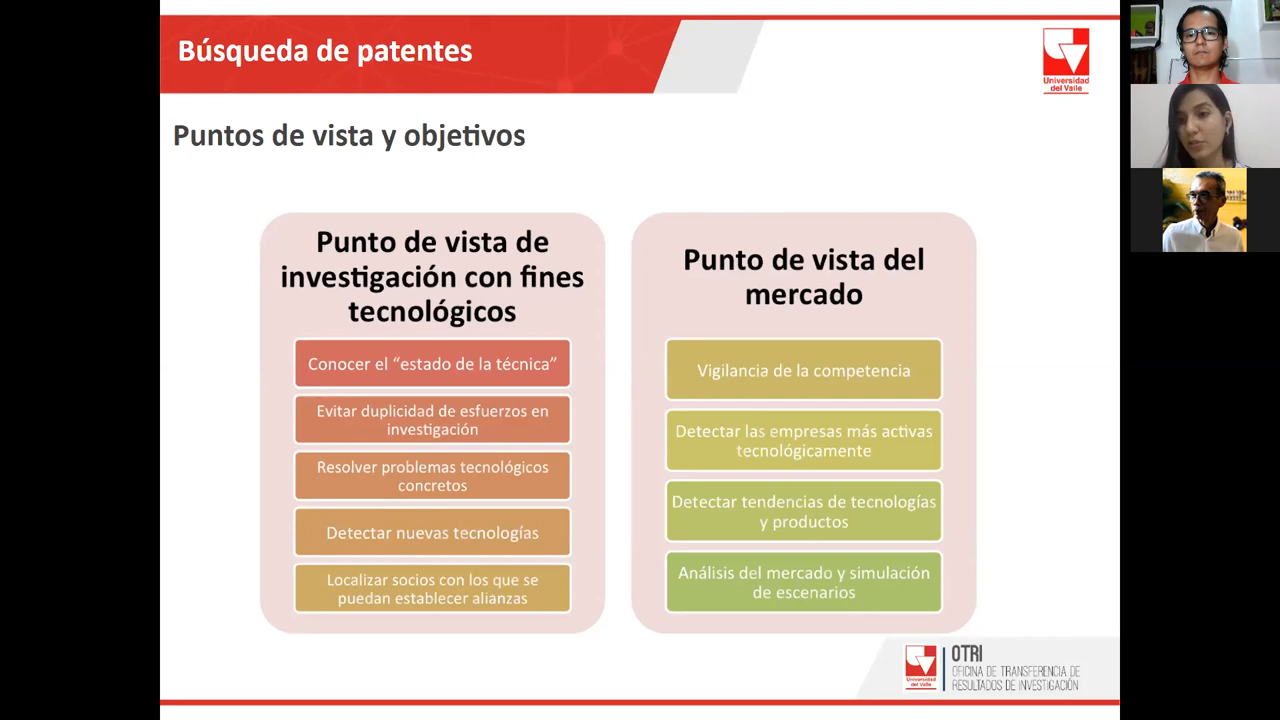 Búsqueda de patentes
Universidad
del Valle
Puntos de vista y objetivos
Punto de vista de
investigación con fines
tecnológicos
Conocer el “estado de la técnica”
Evitar duplicidad de esfuerzos en
investigación
Resolver problemas tecnológicos
concretos
Detectar nuevas tecnologías
Localizar socios con los que se
puedan establecer alianzas
Punto de vista del
mercado
Vigilancia de la competencia
Detectar las empresas más activas
tecnológicamente
Detectar tendencias de tecnologías
y productos
Análisis del mercado y simulación
de escenarios
Universidad
del Valle
OTRI
OFICINA DE TRANSFERENCIA DE
RESULTADOS DE INVESTIGACIÓN